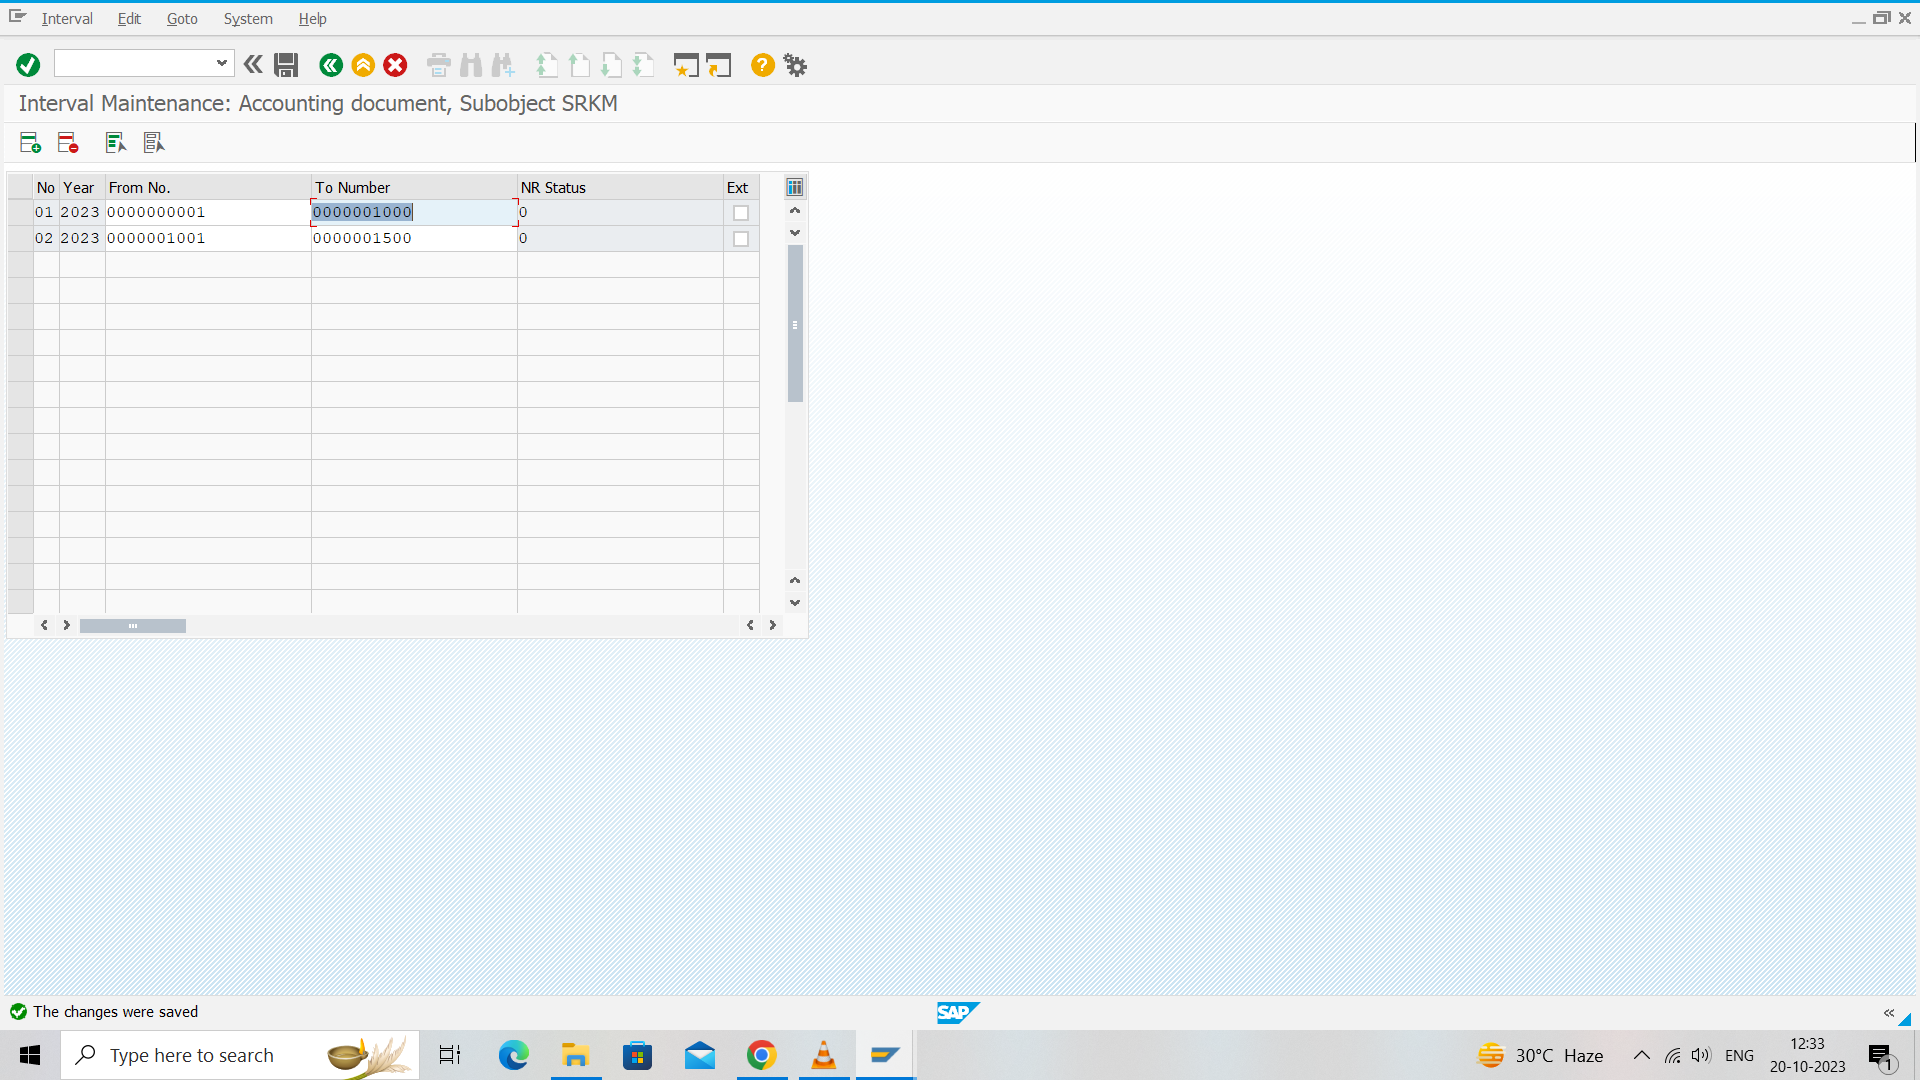 Interval Edit Goto System Help
Interval Maintenance: Accounting document, Subobject SRKM
No Year From No. To Number NR Status Ext
01 2023 0000000001 0000001000 0
02 2023 0000001001 0000001500 0
The changes were saved
SAP
Type here to search
30°C Haze
ENG
12:33
20-10-2023
1